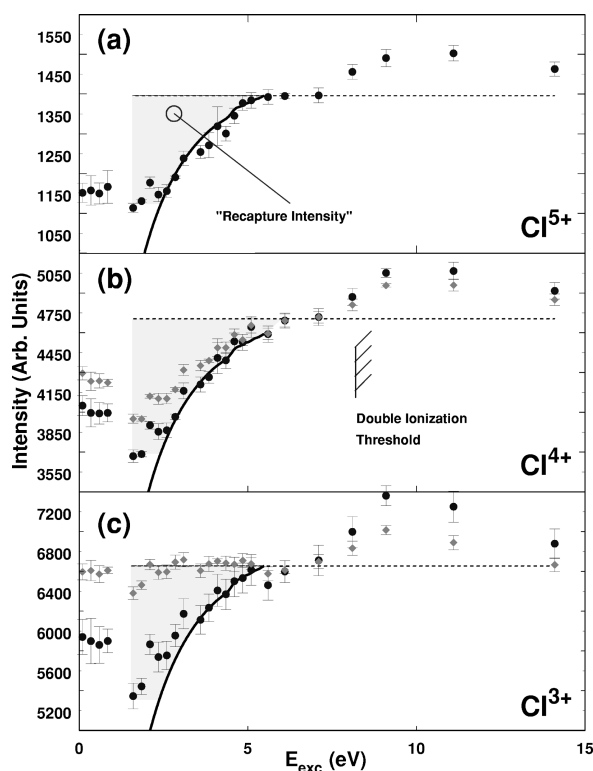 (a)
1550
1450
1350
1250
1150
1050
"Recapture Intensity"
Cl5+
(b)
5050
4750
4450
4150
3850
3550
Intensity (Arb. Units)
Double Ionization
Threshold
Cl4+
(c)
7200
6800
6400
6000
5600
5200
Cl3+
0
5
10
15
Eexc (eV)